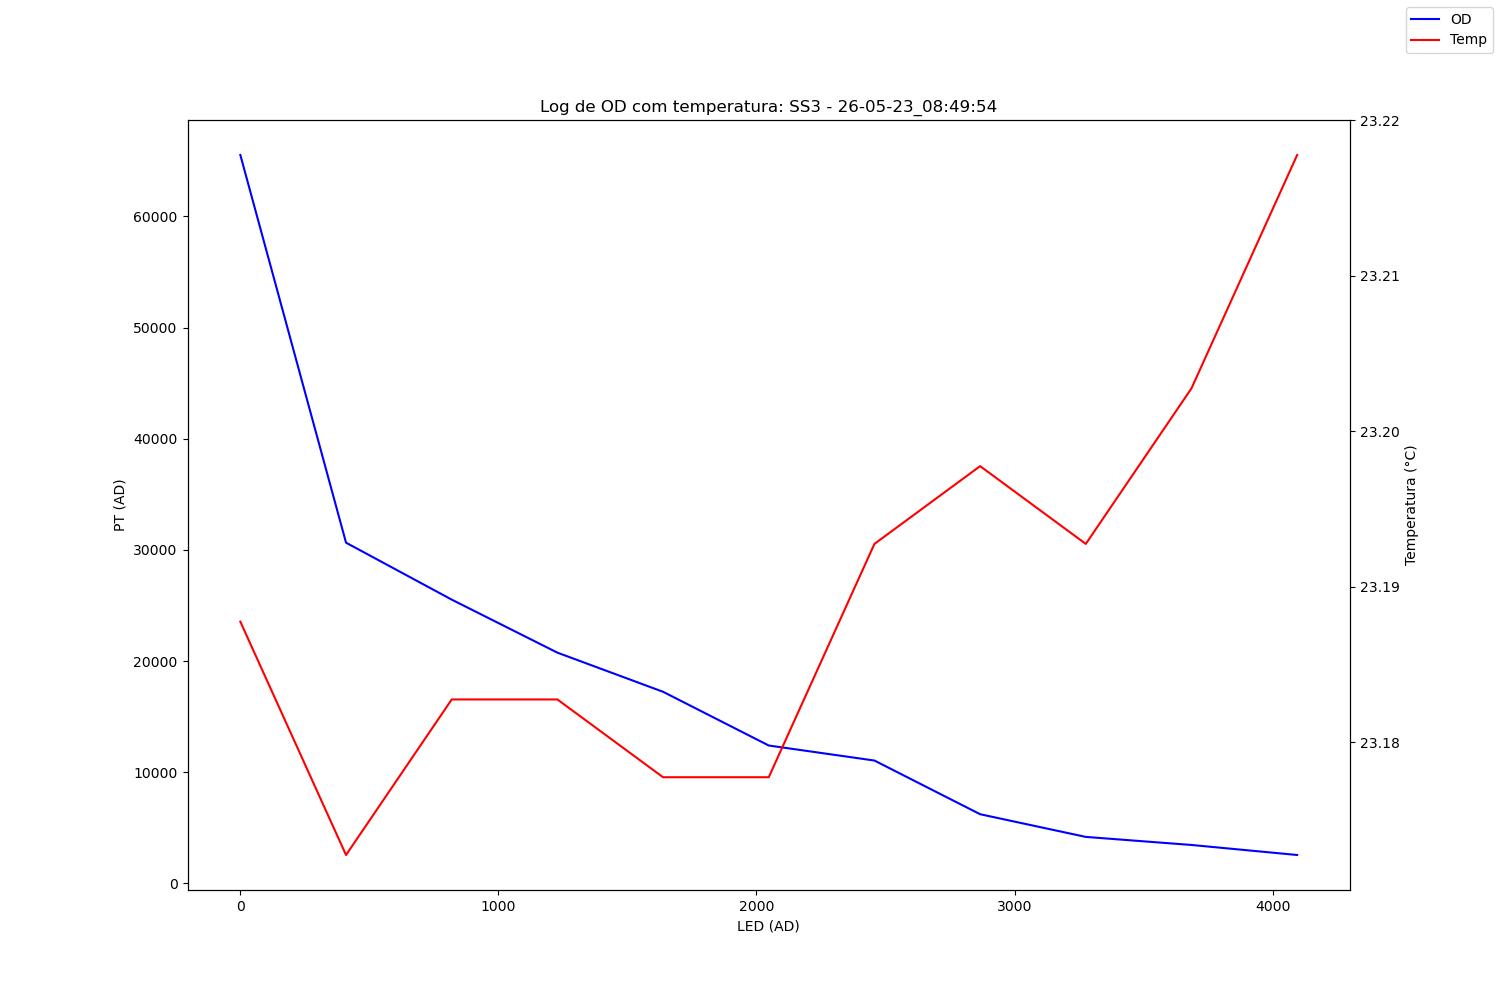 OD
Temp
Log de OD com temperatura: SS3 - 26-05-23_08:49:54
60000
50000
40000
30000
20000
10000
0
PT (AD)
0
1000
2000
3000
4000
LED (AD)
23.22
23.21
23.20
23.19
23.18
Temperatura (°C)